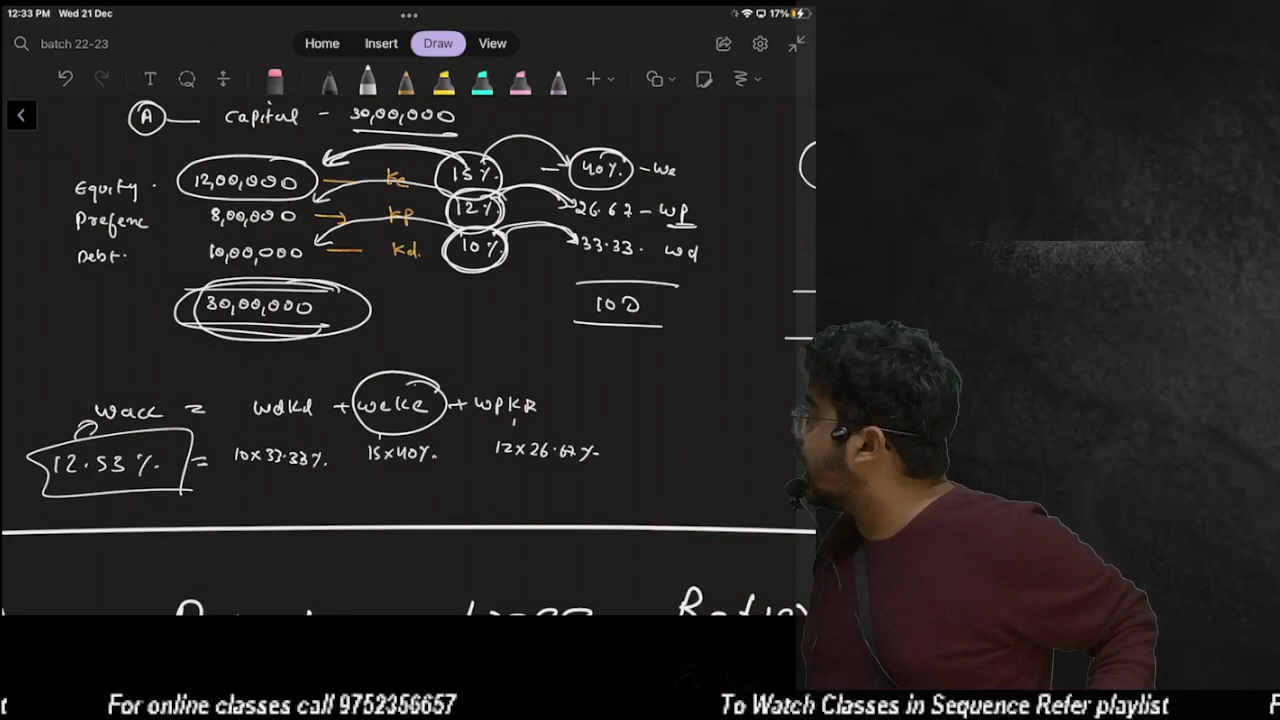 12:33 PM Wed 21 Dec
17%
batch 22-23
Home Insert Draw View
A — Capital - 30,00,000
Equity. 12,00,000 — Ke 15% — 40% - We
Prefenc 8,00,000 → Kp 12% 26.67 - Wp
Debt. 10,00,000 — Kd. 10% 33.33. Wd
30,00,000 100
Wacc = WdKd + WeKe + WpKp
12.53% = 10×33.33% 15×40% 12×26.67%
For online classes call 9752356657 To Watch Classes in Sequence Refer playlist